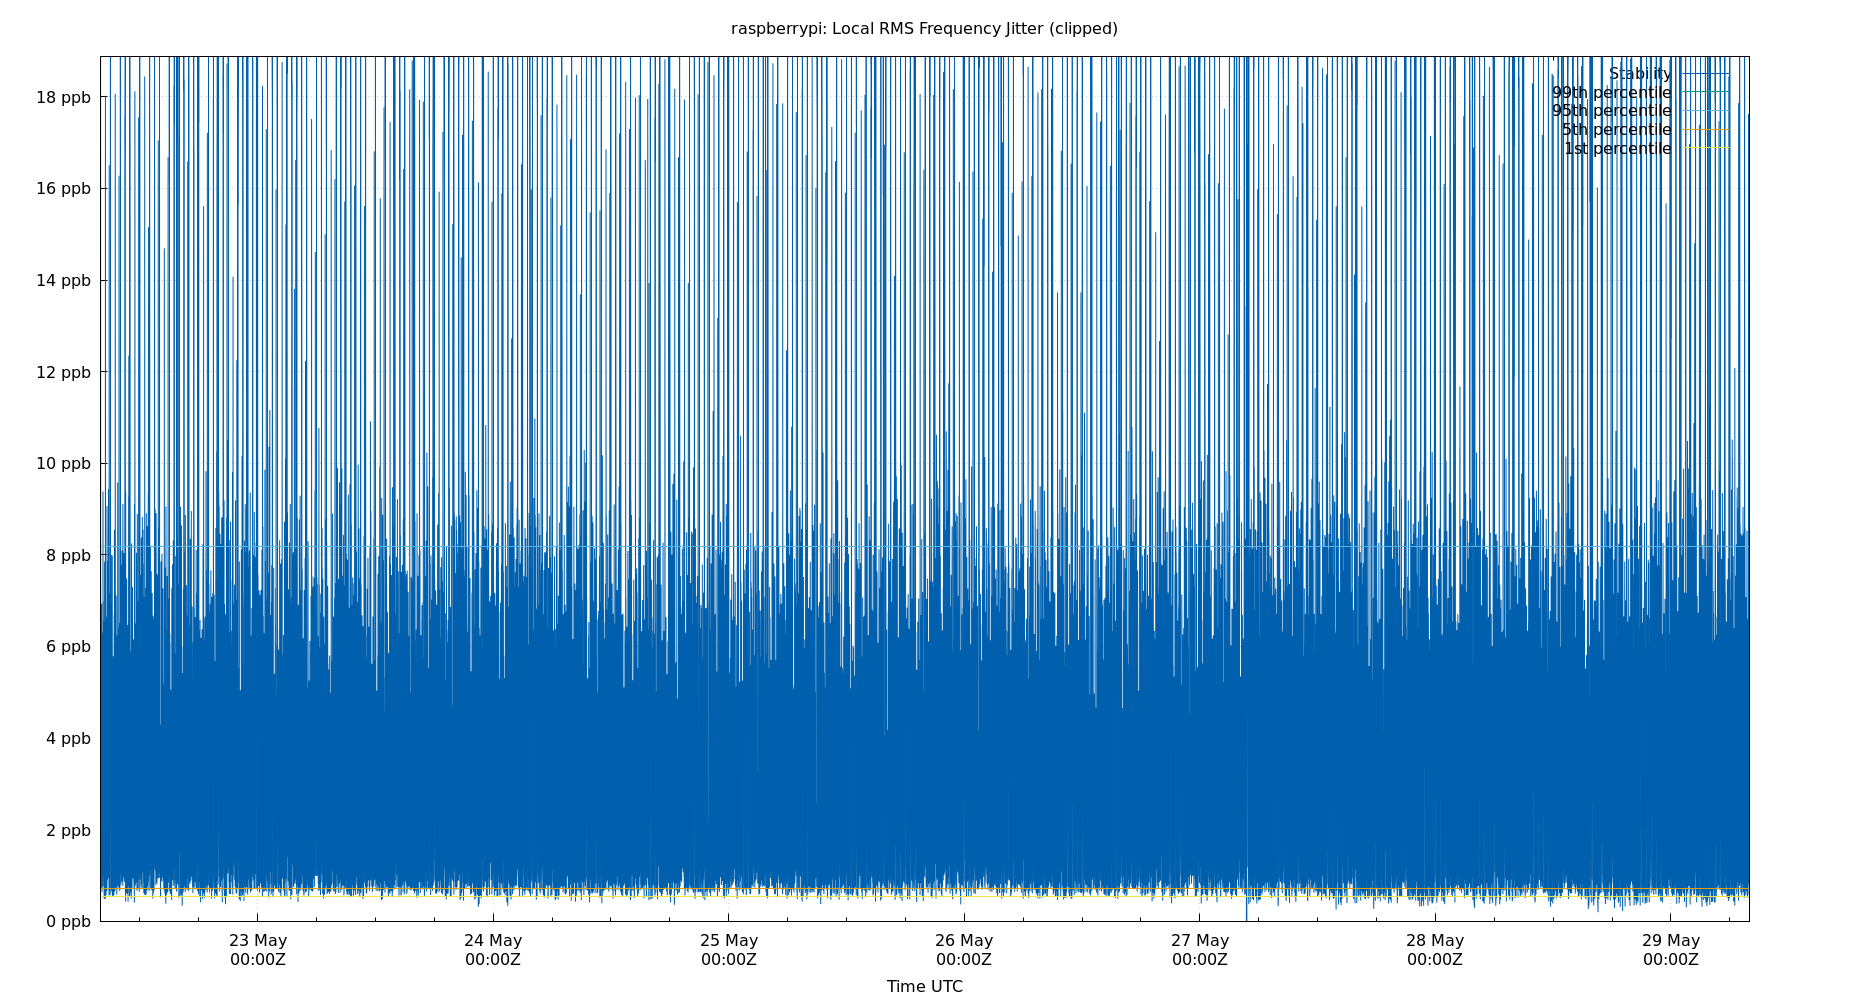 raspberrypi: Local RMS Frequency Jitter (clipped)
Stability
99th percentile
95th percentile
5th percentile
1st percentile
18 ppb
16 ppb
14 ppb
12 ppb
10 ppb
8 ppb
6 ppb
4 ppb
2 ppb
0 ppb
23 May 24 May 25 May 26 May 27 May 28 May 29 May
00:00Z 00:00Z 00:00Z 00:00Z 00:00Z 00:00Z 00:00Z
Time UTC